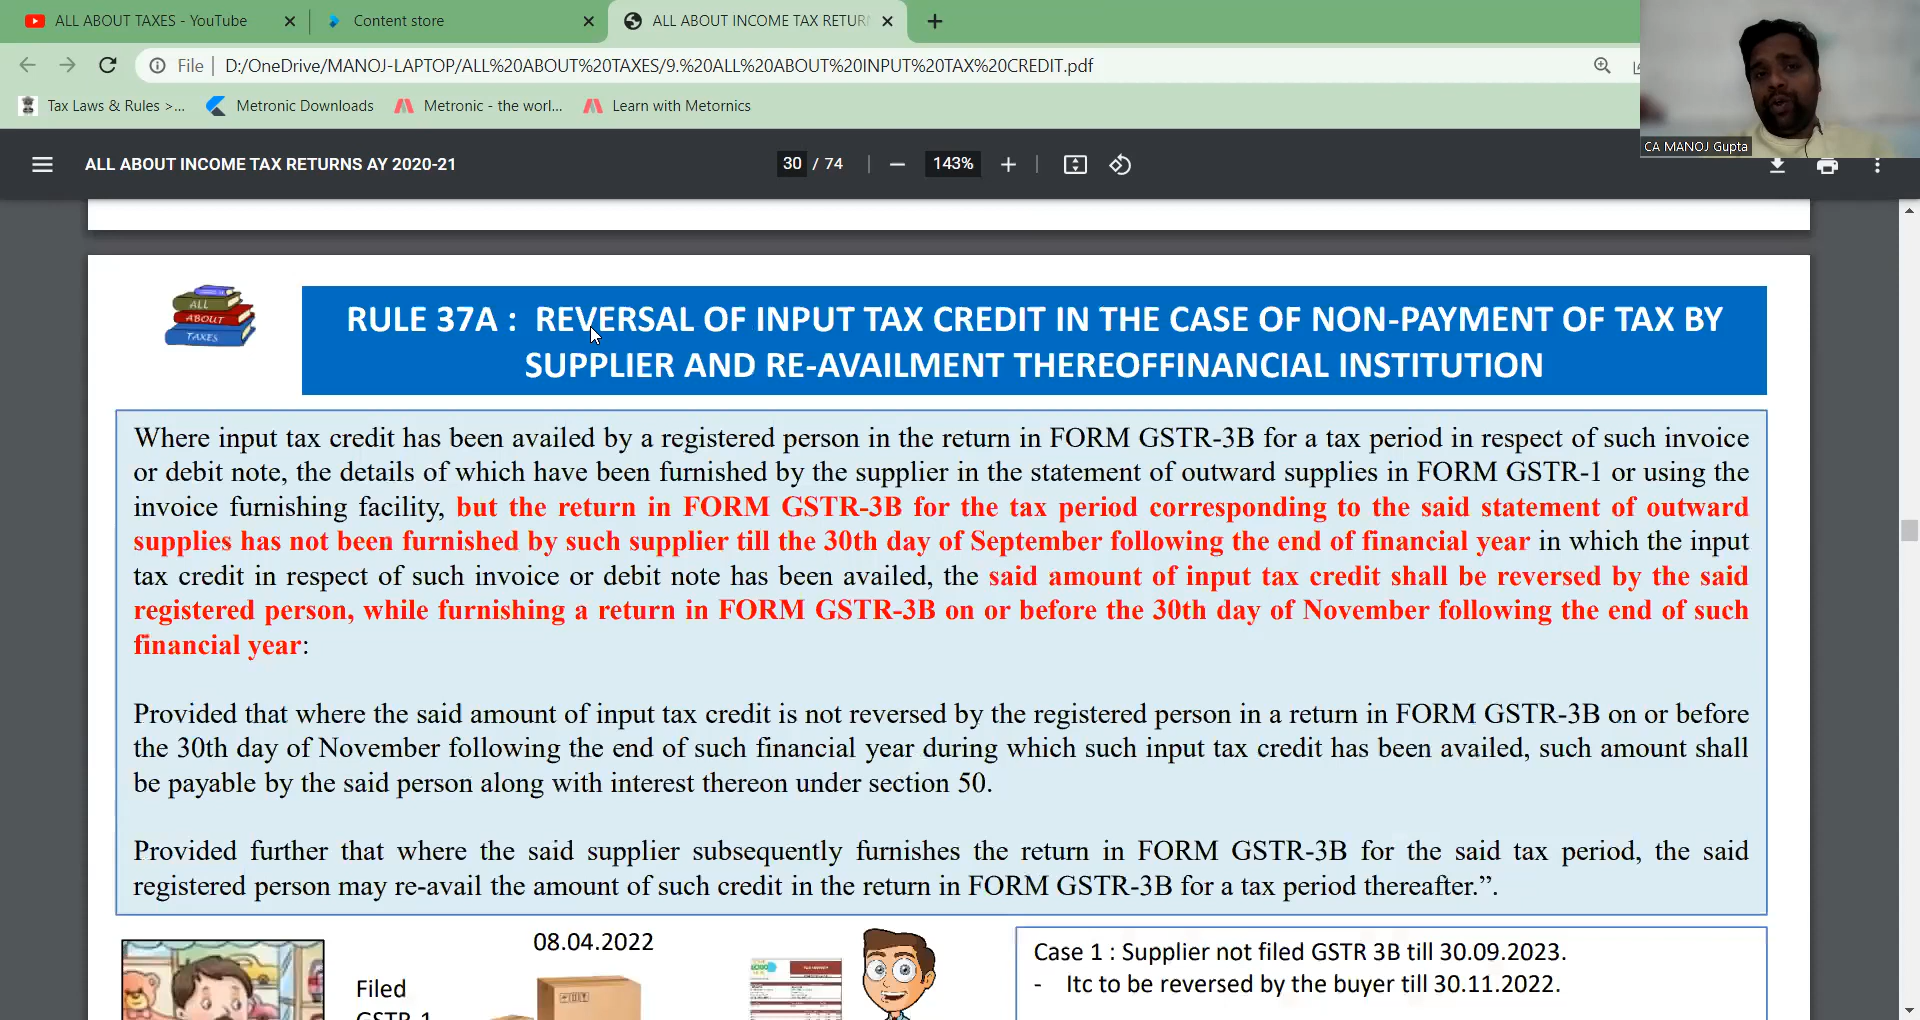 ALL ABOUT TAXES - YouTube
Content store
ALL ABOUT INCOME TAX RETUR
File
D:/OneDrive/MANOJ-LAPTOP/ALL%20ABOUT%20TAXES/9.%20ALL%20ABOUT%20INPUT%20TAX%20CREDIT.pdf
Tax Laws & Rules >...
Metronic Downloads
Metronic - the worl...
Learn with Metornics
CA MANOJ Gupta
ALL ABOUT INCOME TAX RETURNS AY 2020-21
30 / 74
143%
ALL
ABOUT
TAXES
RULE 37A : REVERSAL OF INPUT TAX CREDIT IN THE CASE OF NON-PAYMENT OF TAX BY
SUPPLIER AND RE-AVAILMENT THEREOFFINANCIAL INSTITUTION
Where input tax credit has been availed by a registered person in the return in FORM GSTR-3B for a tax period in respect of such invoice
or debit note, the details of which have been furnished by the supplier in the statement of outward supplies in FORM GSTR-1 or using the
invoice furnishing facility, but the return in FORM GSTR-3B for the tax period corresponding to the said statement of outward
supplies has not been furnished by such supplier till the 30th day of September following the end of financial year in which the input
tax credit in respect of such invoice or debit note has been availed, the said amount of input tax credit shall be reversed by the said
registered person, while furnishing a return in FORM GSTR-3B on or before the 30th day of November following the end of such
financial year:
Provided that where the said amount of input tax credit is not reversed by the registered person in a return in FORM GSTR-3B on or before
the 30th day of November following the end of such financial year during which such input tax credit has been availed, such amount shall
be payable by the said person along with interest thereon under section 50.
Provided further that where the said supplier subsequently furnishes the return in FORM GSTR-3B for the said tax period, the said
registered person may re-avail the amount of such credit in the return in FORM GSTR-3B for a tax period thereafter.”.
08.04.2022
Filed
GSTR-1
Case 1 : Supplier not filed GSTR 3B till 30.09.2023.
- Itc to be reversed by the buyer till 30.11.2022.